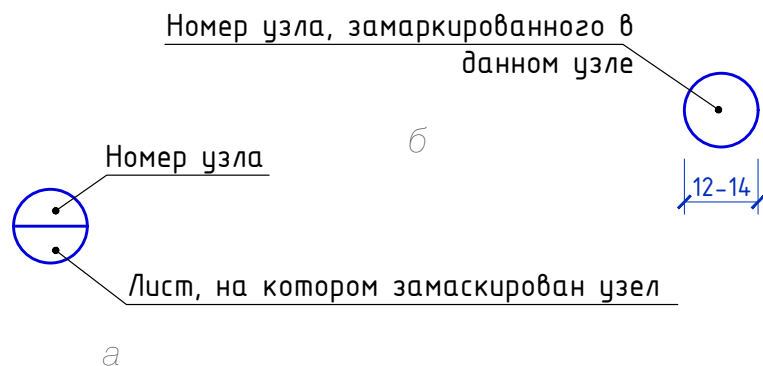 Номер узла, замаркированного в
данном узле
б
12-14
Номер узла
Лист, на котором замаскирован узел
а